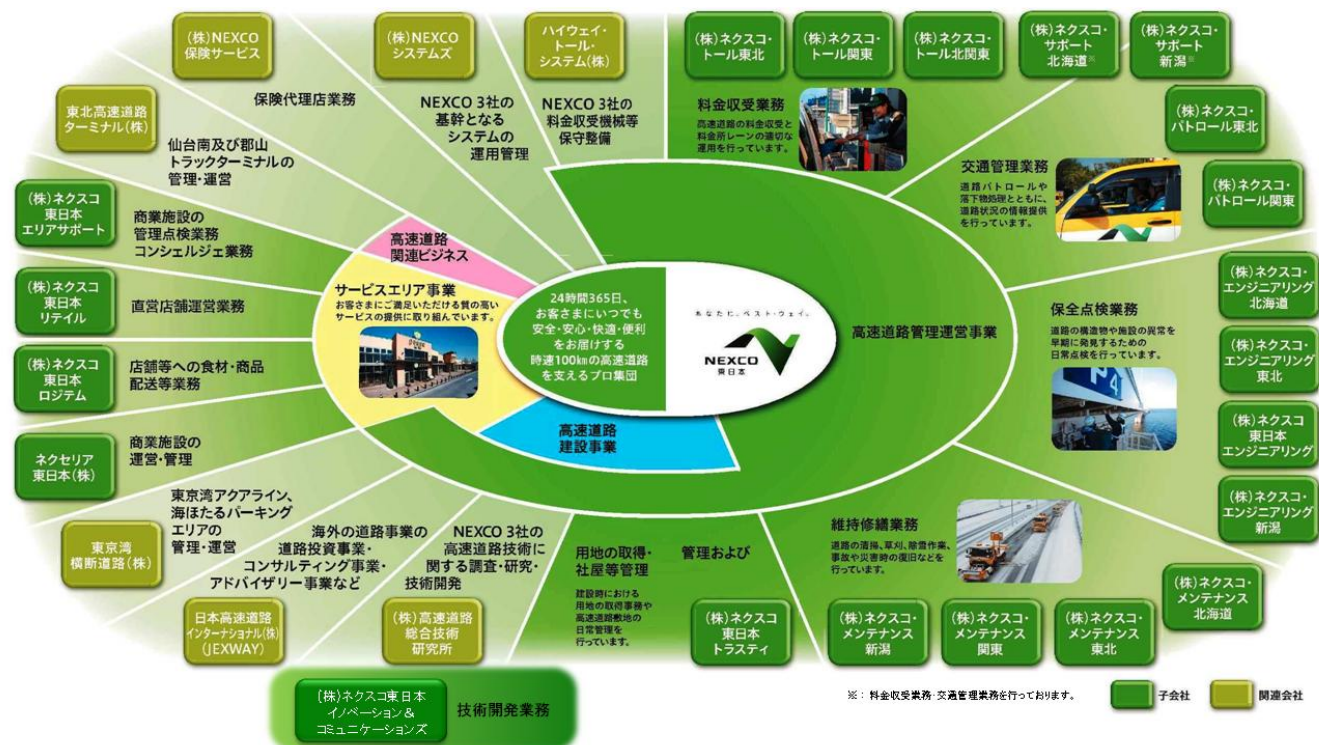 (株)NEXCO
保険サービス
(株)NEXCO
システムズ
ハイウェイ・
トール・
システム(株)
(株)ネクスコ・
トール東北
(株)ネクスコ・
トール関東
(株)ネクスコ・
トール北関東
(株)ネクスコ・
サポート
北海道※
(株)ネクスコ・
サポート
新潟※
東北高速道路
ターミナル(株)
保険代理店業務
NEXCO 3社の
基幹となる
システムの
運用管理
NEXCO 3社の
料金収受機械等
保守整備
料金収受業務
高速道路の料金収受と
料金所レーンの適切な
運用を行っています。
(株)ネクスコ・
パトロール東北
仙台南及び郡山
トラックターミナルの
管理・運営
交通管理業務
道路パトロールや
落下物処理とともに、
道路状況の情報提供
を行っています。
(株)ネクスコ・
パトロール関東
(株)ネクスコ
東日本
エリアサポート
商業施設の
管理点検業務
コンシェルジェ業務
高速道路
関連ビジネス
(株)ネクスコ
東日本
リテイル
直営店舗運営業務
サービスエリア事業
お客さまにご満足いただける質の高い
サービスの提供に取り組んでいます。
24時間365日、
お客さまにいつでも
安全・安心・快適・便利
をお届けする
時速100kmの高速道路
を支えるプロ集団
あなたに、ベスト・ウェイ。
NEXCO
東日本
高速道路管理運営事業
保全点検業務
道路の構造物や施設の異常を
早期に発見するための
日常点検を行っています。
P4
(株)ネクスコ・
エンジニアリング
北海道
(株)ネクスコ・
エンジニアリング
東北
(株)ネクスコ
東日本
エンジニアリング
(株)ネクスコ・
エンジニアリング
新潟
(株)ネクスコ
東日本
ロジテム
店舗等への食材・商品
配送等業務
高速道路
建設事業
ネクセリア
東日本(株)
商業施設の
運営・管理
東京湾
横断道路(株)
東京湾アクアライン、
海ほたるパーキング
エリアの
管理・運営
海外の道路事業の
道路投資事業・
コンサルティング事業・
アドバイザリー事業など
NEXCO 3社の
高速道路技術に
関する調査・研究・
技術開発
用地の取得・ 管理および
社屋等管理
建設時における
用地の取得事務や
高速道路敷地の
日常管理を
行っています。
維持修繕業務
道路の清掃、草刈、除雪作業、
事故や災害時の復旧などを
行っています。
日本高速道路
インターナショナル(株)
(JEXWAY)
(株)高速道路
総合技術
研究所
(株)ネクスコ
東日本
トラスティ
(株)ネクスコ・
メンテナンス
新潟
(株)ネクスコ・
メンテナンス
関東
(株)ネクスコ・
メンテナンス
東北
(株)ネクスコ・
メンテナンス
北海道
(株)ネクスコ東日本
イノベーション&
コミュニケーションズ
技術開発業務
※:料金収受業務・交通管理業務を行っております。
子会社
関連会社